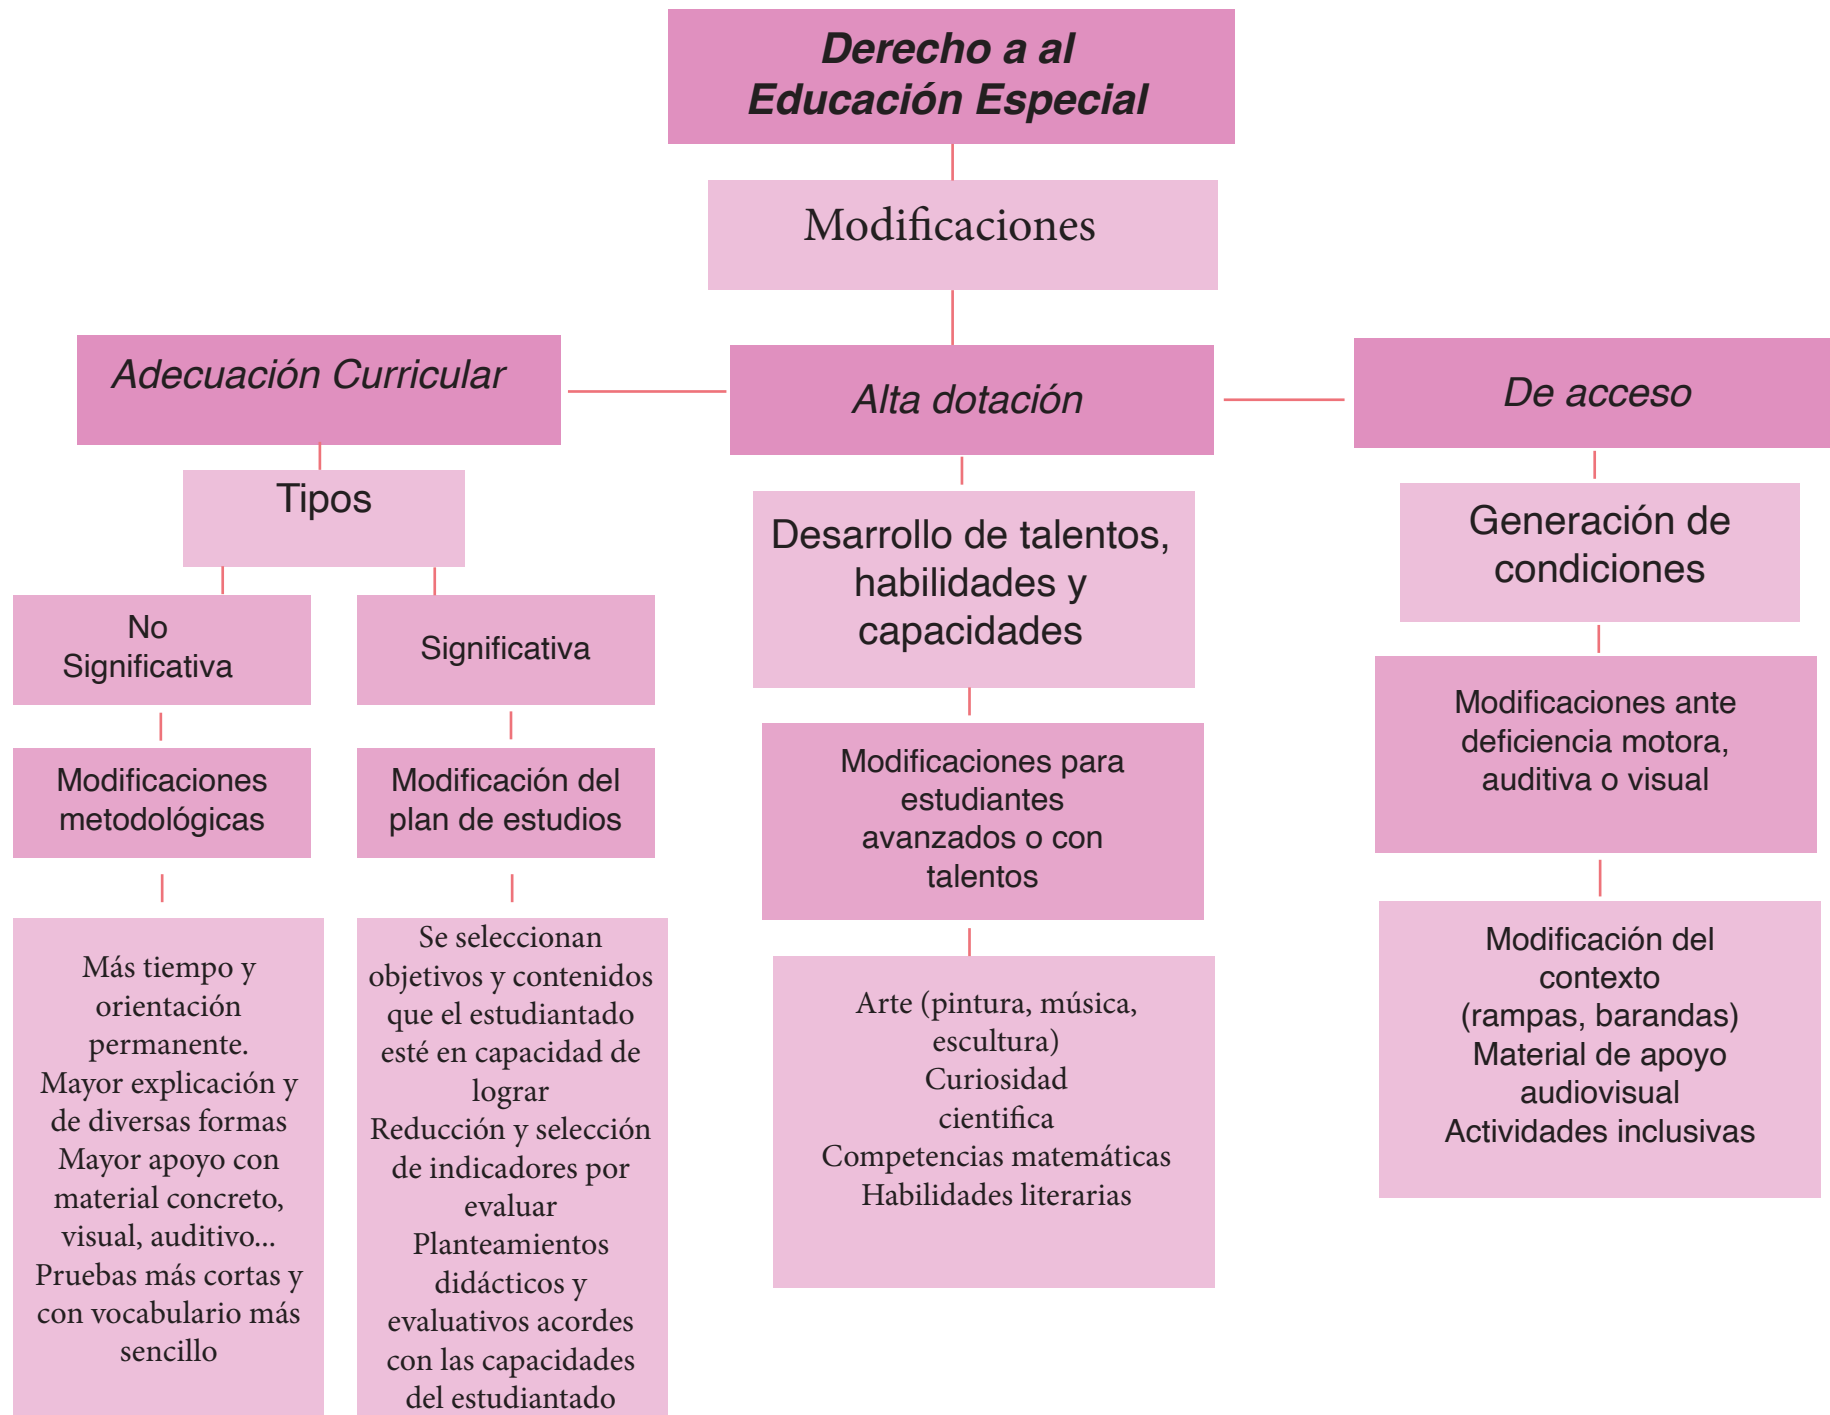 Derecho a al
Educación Especial
Modificaciones
Adecuación Curricular
Alta dotación
De acceso
Tipos
No
Significativa
Significativa
Modificaciones
metodológicas
Modificación del
plan de estudios
Más tiempo y
orientación
permanente.
Mayor explicación y
de diversas formas
Mayor apoyo con
material concreto,
visual, auditivo...
Pruebas más cortas y
con vocabulario más
sencillo
Se seleccionan
objetivos y contenidos
que el estudiantado
esté en capacidad de
lograr
Reducción y selección
de indicadores por
evaluar
Planteamientos
didácticos y
evaluativos acordes
con las capacidades
del estudiantado
Desarrollo de talentos,
habilidades y
capacidades
Modificaciones para
estudiantes
avanzados o con
talentos
Arte (pintura, música,
escultura)
Curiosidad
cientifica
Competencias matemáticas
Habilidades literarias
Generación de
condiciones
Modificaciones ante
deficiencia motora,
auditiva o visual
Modificación del
contexto
(rampas, barandas)
Material de apoyo
audiovisual
Actividades inclusivas